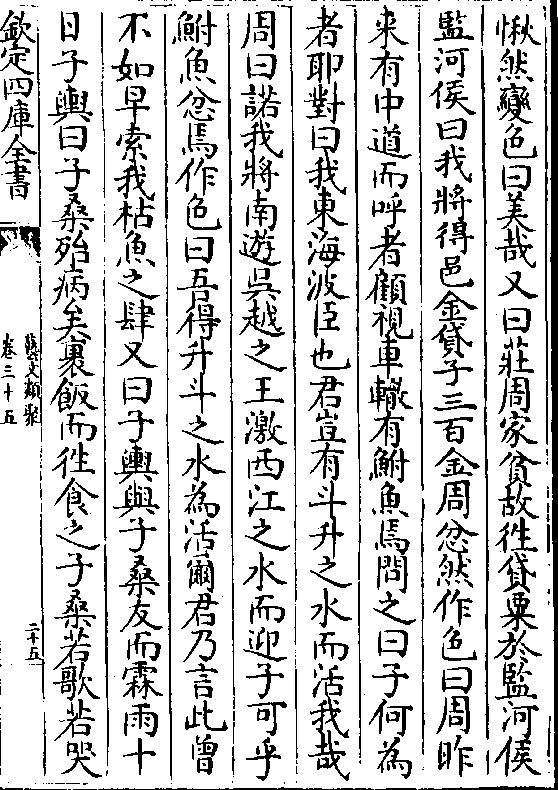 愀然變色曰美哉又曰莊周家貧故徃貸粟於監河侯
監河侯曰我將得邑金貸子三百金周忿然作色曰周昨
来有中道而呼者顧視車轍有鮒魚焉問之曰子何為
者耶對曰我東海波臣也君豈有斗升之水而活我哉
周曰諾我將南遊吳越之王激西江之水而迎子可乎
鮒魚忿焉作色曰吾得升斗之水為活爾君乃言此曾
不如早索我枯魚之肆又曰子輿與子桑友而霖雨十
日子輿曰子桑殆病矣裹飯而徃食之子桑若歌若哭
欽定四庫全書
藝文類聚
卷三十五
二十五